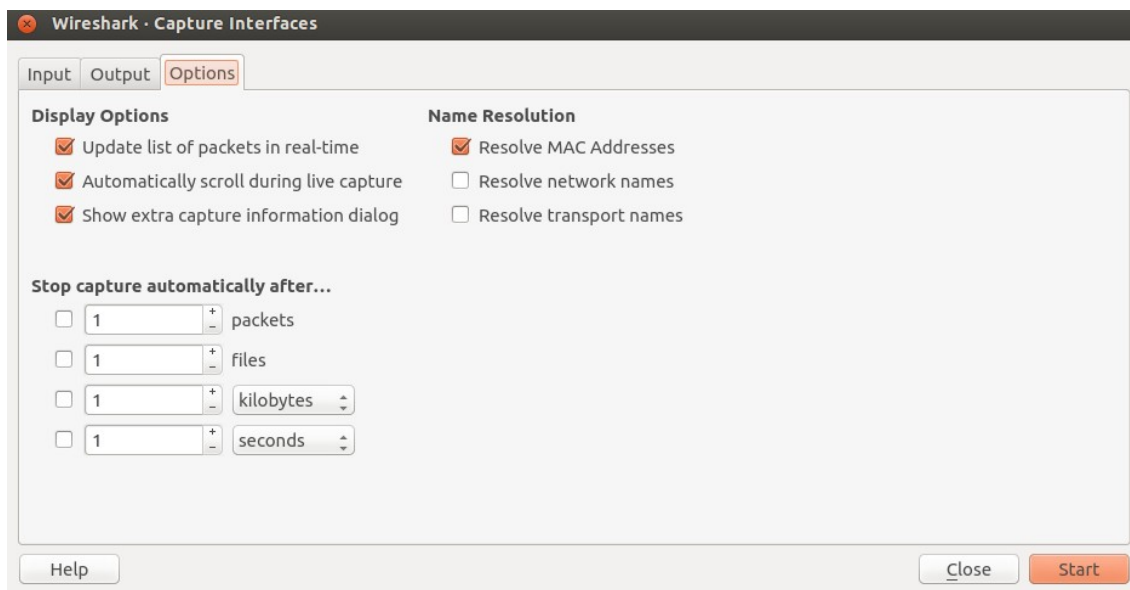 Wireshark · Capture Interfaces
Input Output Options
Display Options
Update list of packets in real-time
Automatically scroll during live capture
Show extra capture information dialog
Name Resolution
Resolve MAC Addresses
Resolve network names
Resolve transport names
Stop capture automatically after...
1 packets
1 files
1 kilobytes
1 seconds
Help Close Start